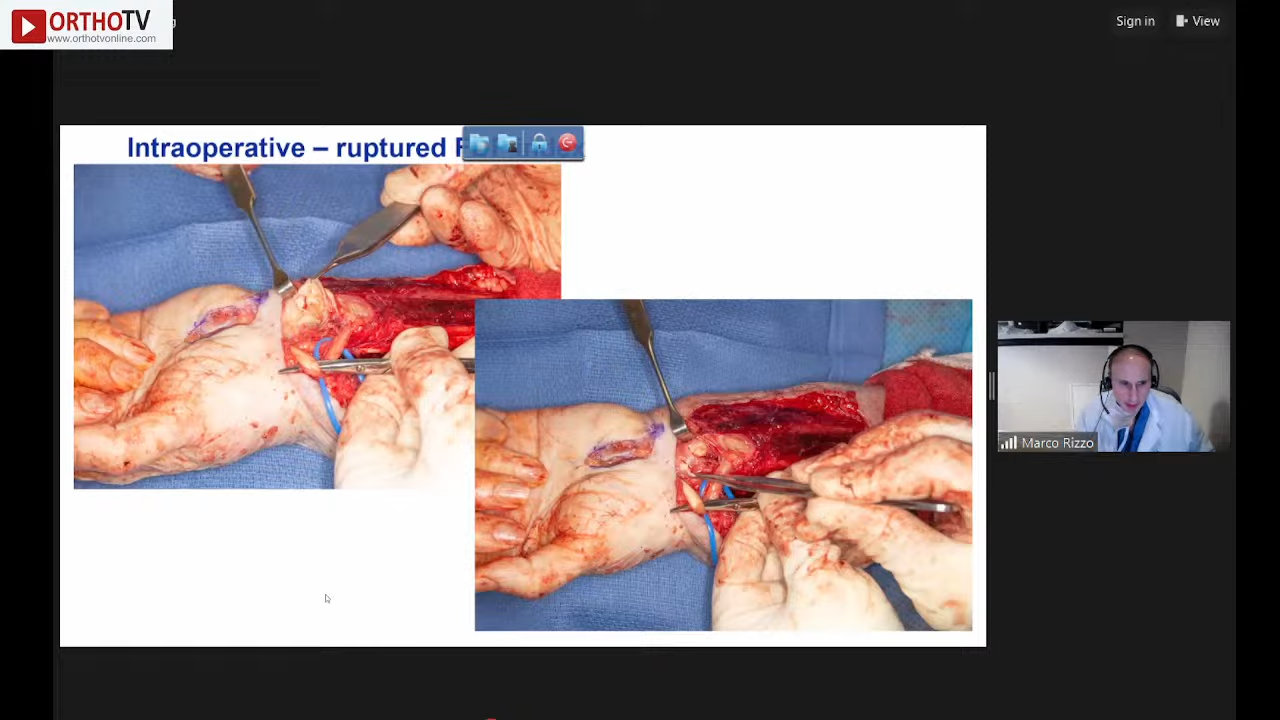 ORTHOTV
www.orthotvonline.com
Sign in
View
Intraoperative – ruptured
Marco Rizzo